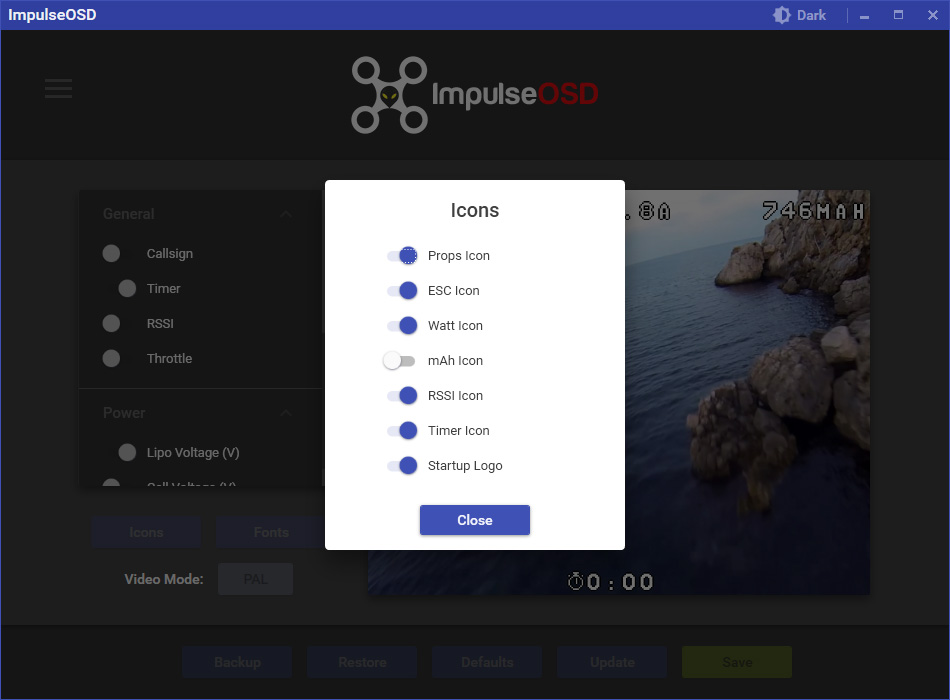 ImpulseOSD
Dark
ImpulseOSD
General
Callsign
Timer
RSSI
Throttle
Power
Lipo Voltage (V)
Cell Voltage (V)
Icons
Fonts
Video Mode:
PAL
Icons
Props Icon
ESC Icon
Watt Icon
mAh Icon
RSSI Icon
Timer Icon
Startup Logo
Close
.8A
746MAH
0:00
Backup
Restore
Defaults
Update
Save